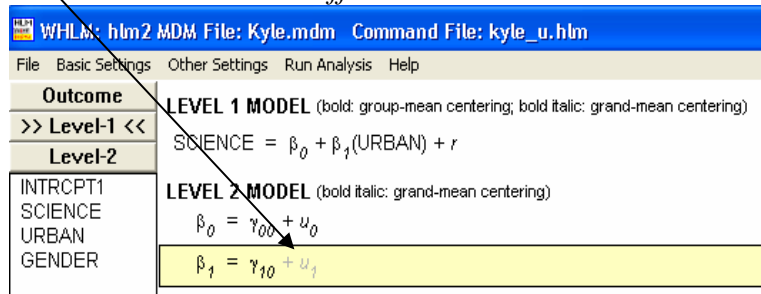 WHLM: hlm2 MDM File: Kyle.mdm Command File: kyle_u.hlm
File Basic Settings Other Settings Run Analysis Help
Outcome
>> Level-1 <<
Level-2
INTRCPT1
SCIENCE
URBAN
GENDER
LEVEL 1 MODEL (bold: group-mean centering; bold italic: grand-mean centering)
SCIENCE = β₀ + β₁(URBAN) + r
LEVEL 2 MODEL (bold italic: grand-mean centering)
β₀ = γ₀₀ + u₀
β₁ = γ₁₀ + u₁